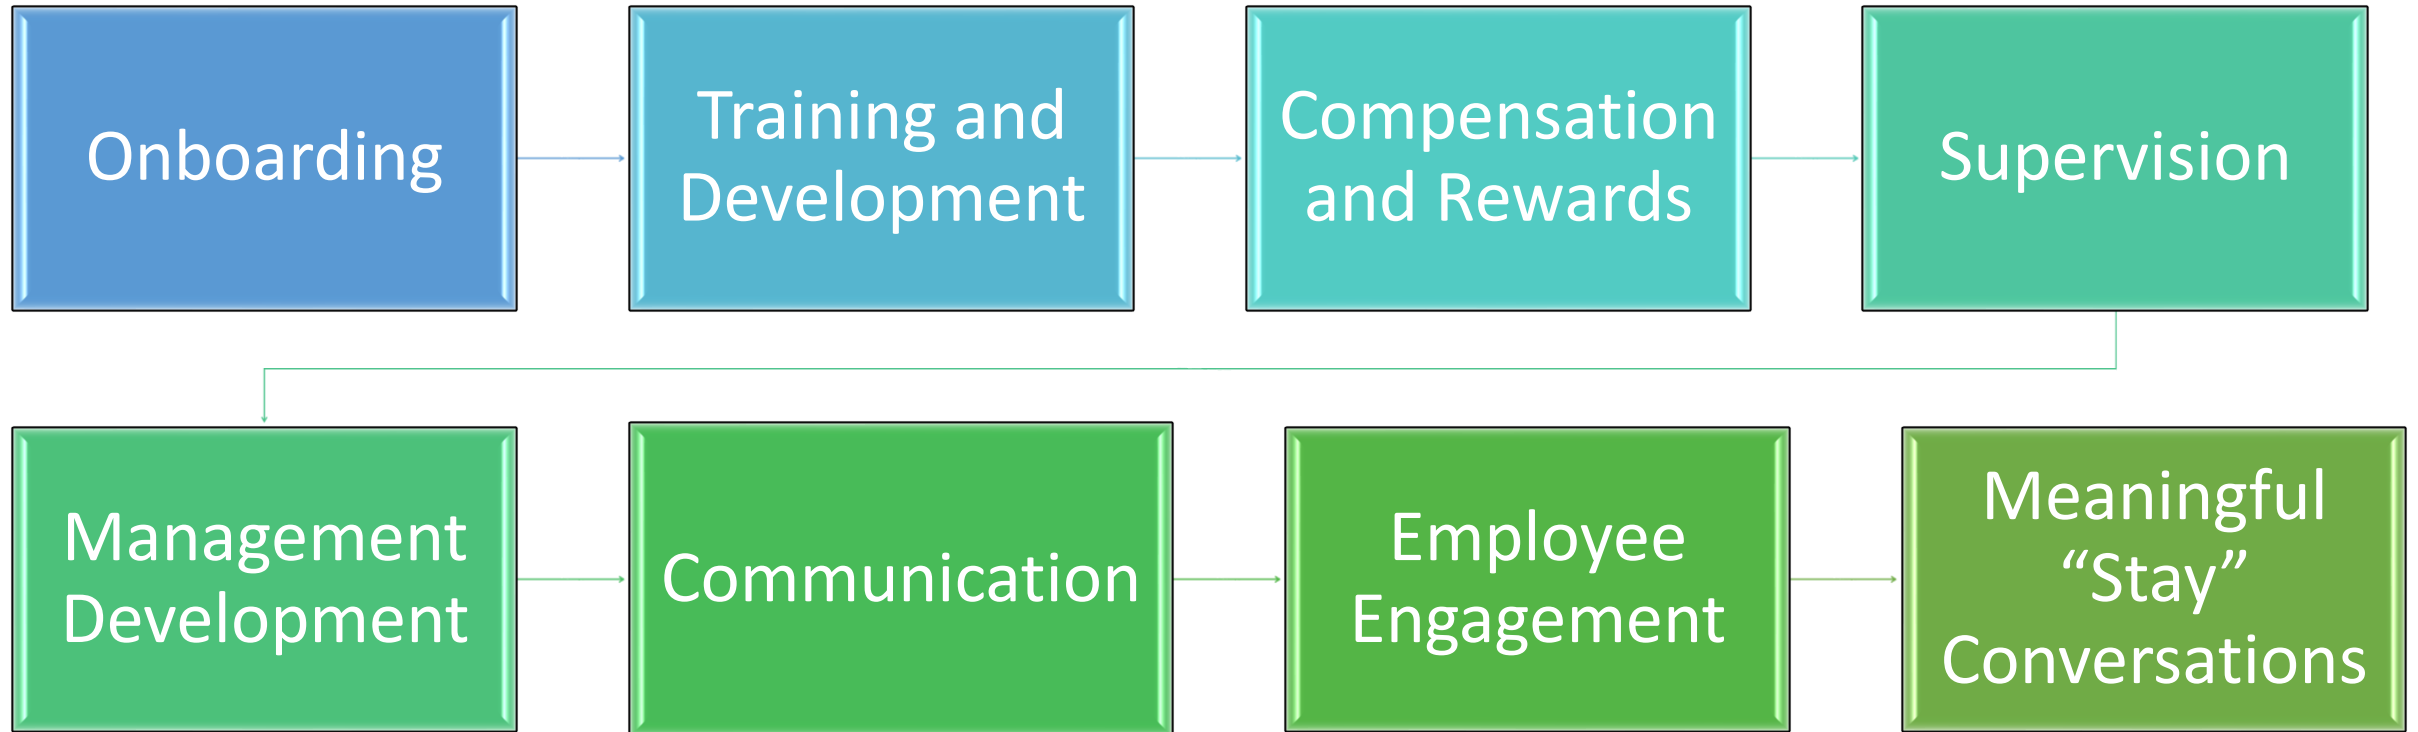 Onboarding
Training and
Development
Compensation
and Rewards
Supervision
Management
Development
Communication
Employee
Engagement
Meaningful
“Stay”
Conversations